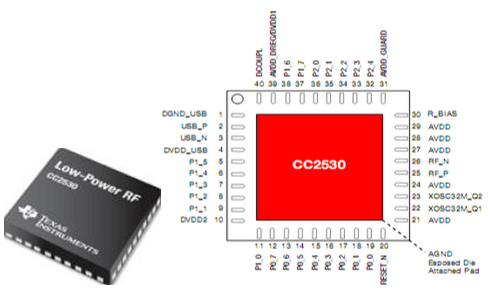 Low-Power RF
CC2530
TEXAS
INSTRUMENTS
DCOUPL
AVDD_DREG/DVDD1
P1_6
P1_7
P2_0
P2_1
P2_2
P2_3
P2_4
AVDD_GUARD
40 39 38 37 36 35 34 33 32 31
DGND_USB 1
USB_P 2
USB_N 3
DVDD_USB 4
P1_5 5
P1_4 6
P1_3 7
P1_2 8
P1_1 9
DVDD2 10
CC2530
30 R_BIAS
29 AVDD
28 AVDD
27 AVDD
26 RF_N
25 RF_P
24 AVDD
23 XOSC32M_Q2
22 XOSC32M_Q1
21 AVDD
11 12 13 14 15 16 17 18 19 20
P1_0
P0_7
P0_6
P0_5
P0_4
P0_3
P0_2
P0_1
P0_0
RESET_N
AGND
Esposed Die
Attached Pad